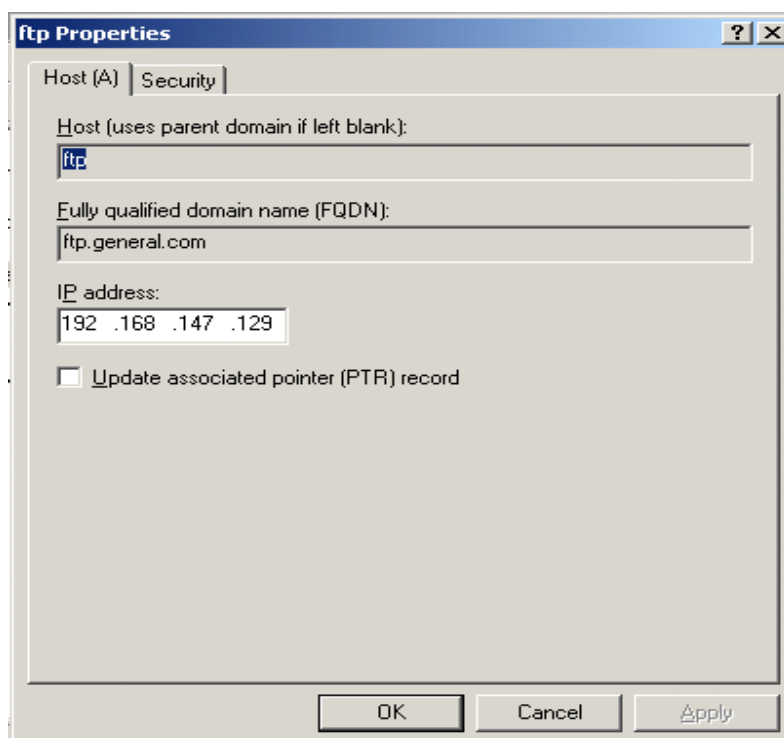 ftp Properties
Host (A) Security
Host (uses parent domain if left blank):
ftp
Fully qualified domain name (FQDN):
ftp.general.com
IP address:
192 .168 .147 .129
Update associated pointer (PTR) record
OK Cancel Apply